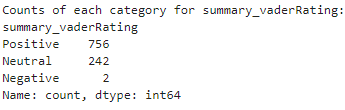 Counts of each category for summary_vaderRating:
summary_vaderRating
Positive    756
Neutral     242
Negative      2
Name: count, dtype: int64